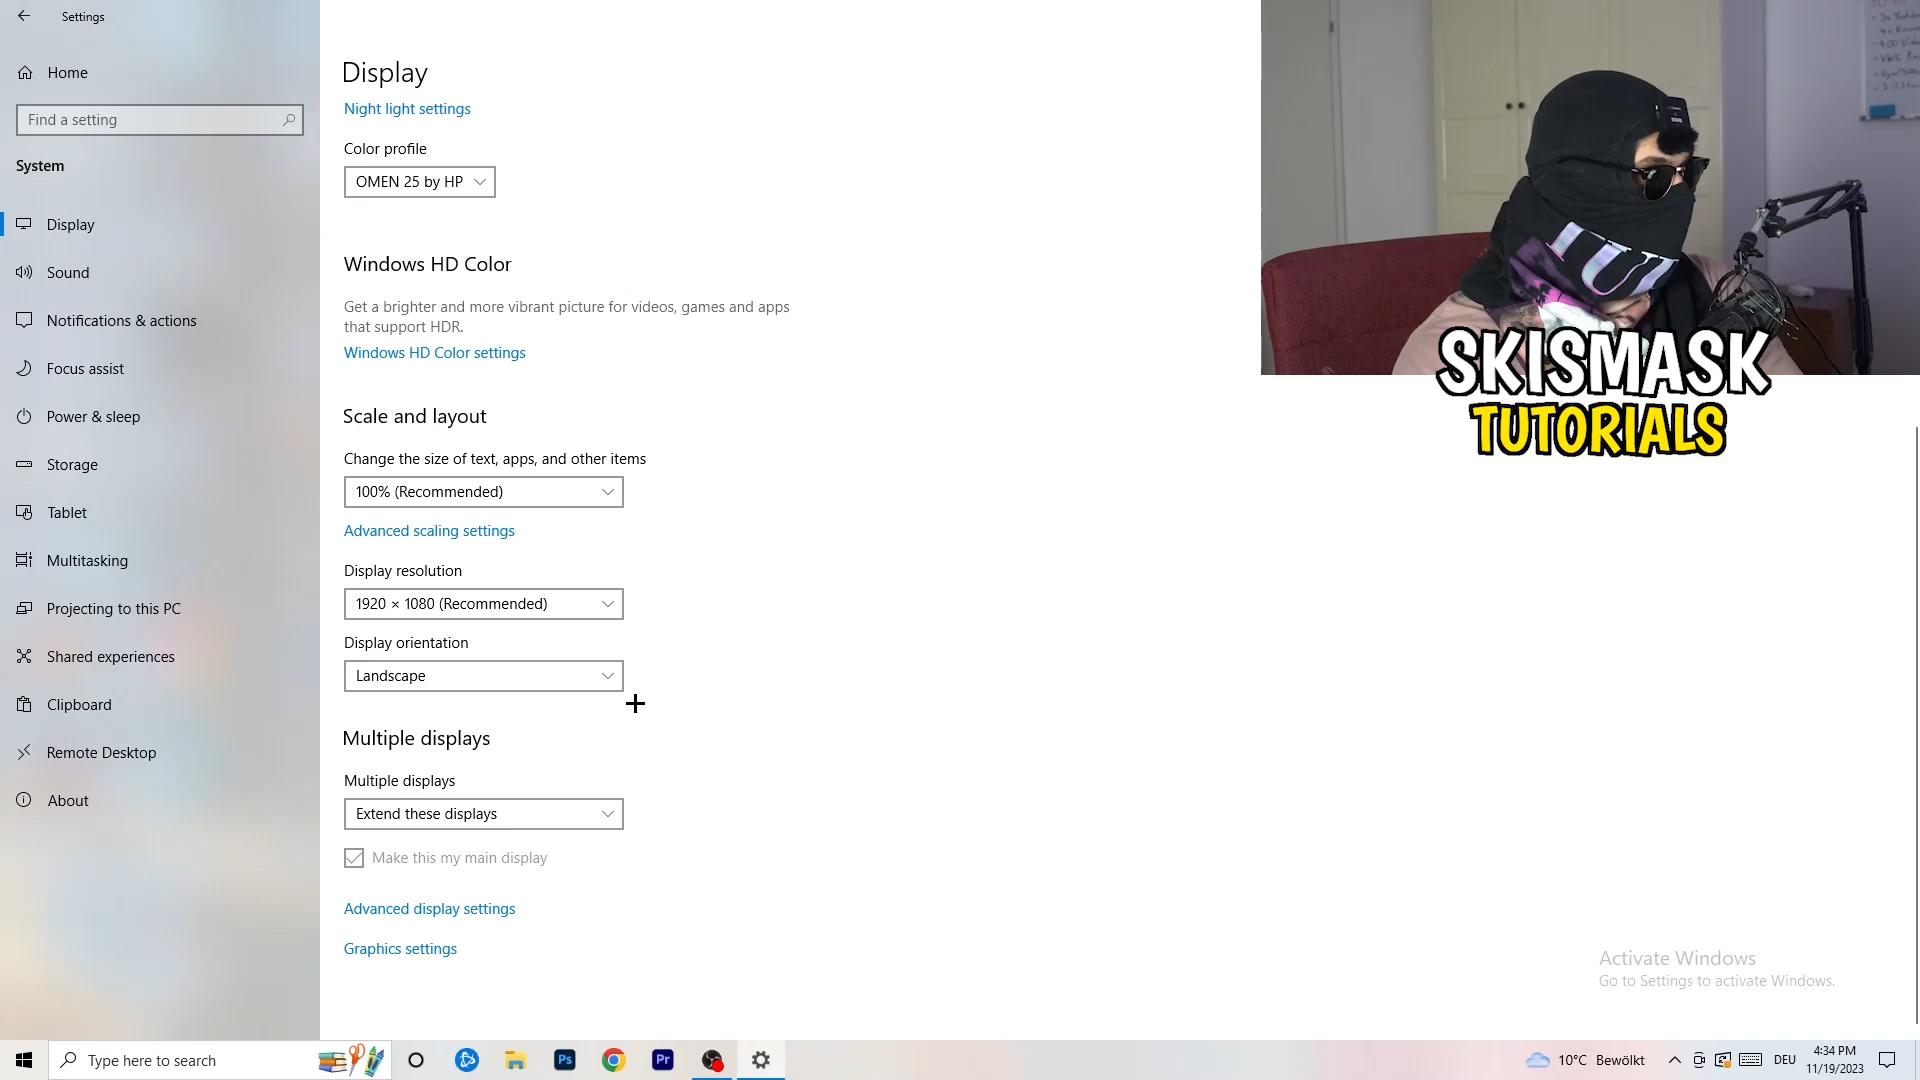 Settings
Home
Find a setting
System
Display
Sound
Notifications & actions
Focus assist
Power & sleep
Storage
Tablet
Multitasking
Projecting to this PC
Shared experiences
Clipboard
Remote Desktop
About
Display
Night light settings
Color profile
OMEN 25 by HP
Windows HD Color
Get a brighter and more vibrant picture for videos, games and apps
that support HDR.
Windows HD Color settings
Scale and layout
Change the size of text, apps, and other items
100% (Recommended)
Advanced scaling settings
Display resolution
1920 × 1080 (Recommended)
Display orientation
Landscape
Multiple displays
Multiple displays
Extend these displays
Make this my main display
Advanced display settings
Graphics settings
SKISMASK
TUTORIALS
Activate Windows
Go to Settings to activate Windows.
Type here to search
Ps
Pr
10°C Bewölkt
DEU
4:34 PM
11/19/2023